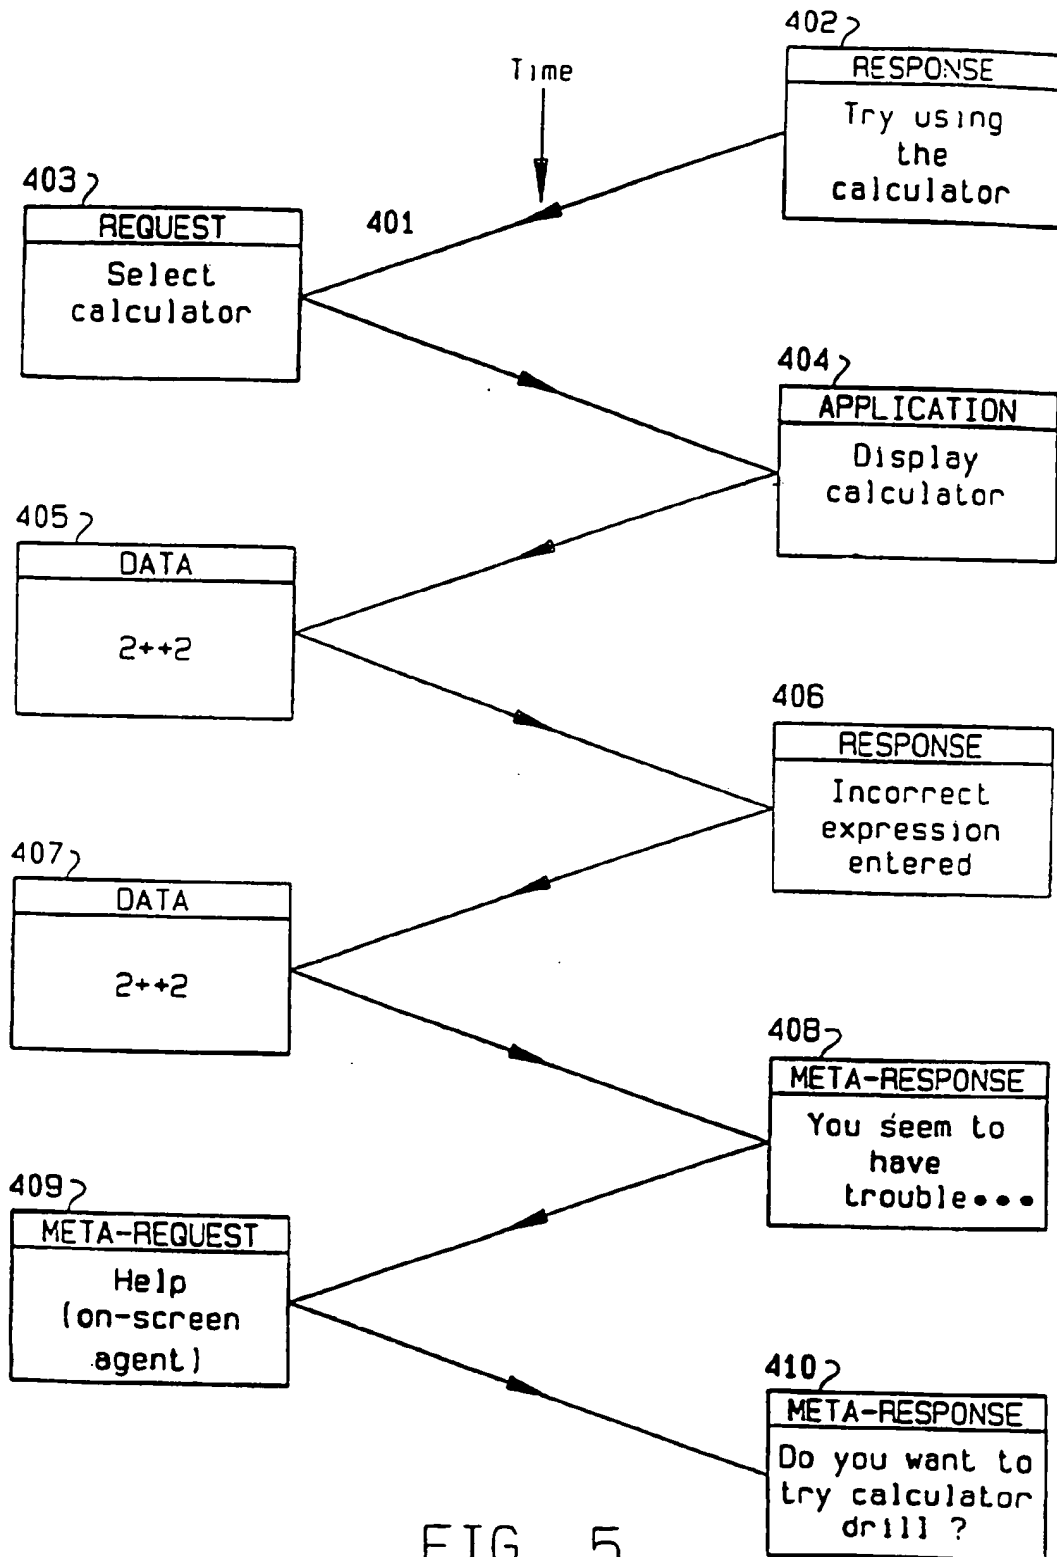 402
RESPONSE
Try using
the
calculator
Time
403
REQUEST
Select
calculator
401
404
APPLICATION
Display
calculator
405
DATA
2++2
406
RESPONSE
Incorrect
expression
entered
407
DATA
2++2
408
META-RESPONSE
You seem to
have
trouble•••
409
META-REQUEST
Help
(on-screen
agent)
410
META-RESPONSE
Do you want to
try calculator
drill ?
FIG. 5